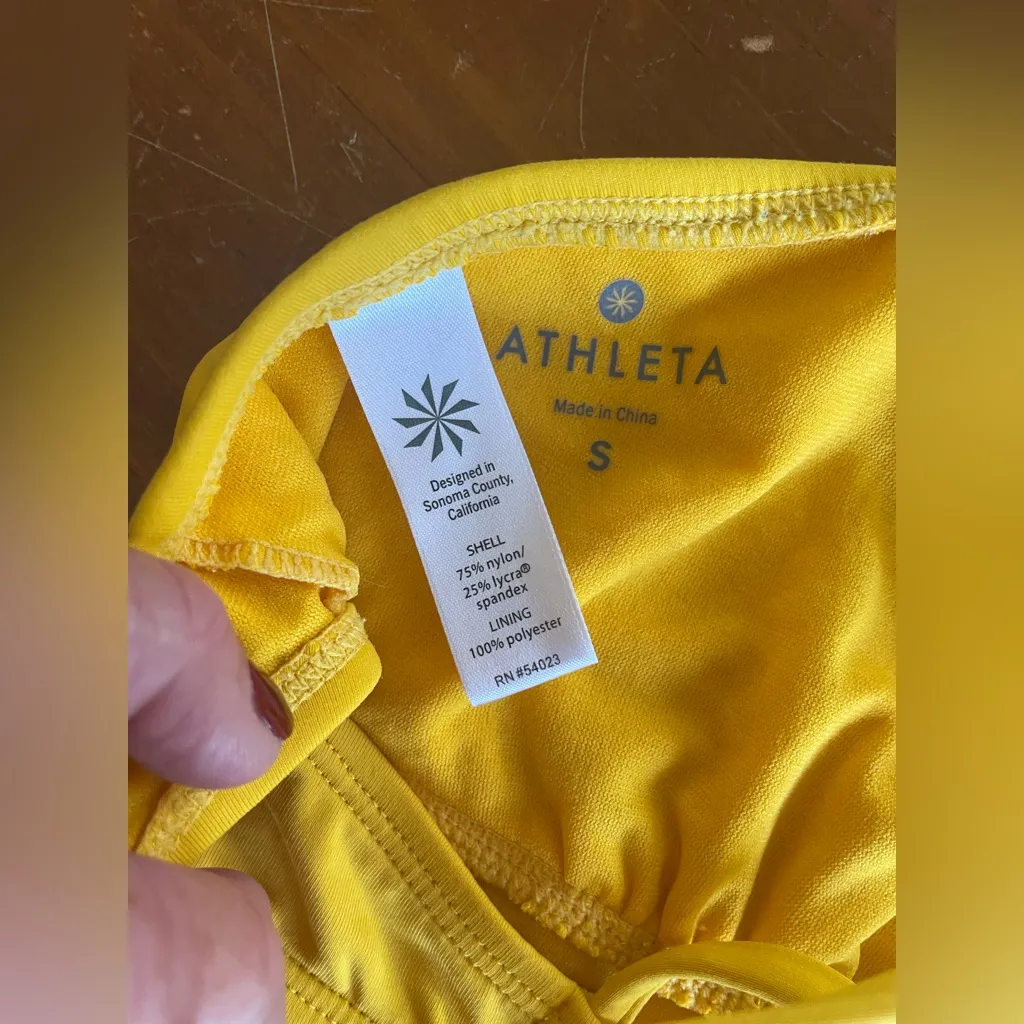 ATHLETA
Made in China
S
Designed in
Sonoma County,
California
SHELL
75% nylon/
25% lycra®
spandex
LINING
100% polyester
RN#54023